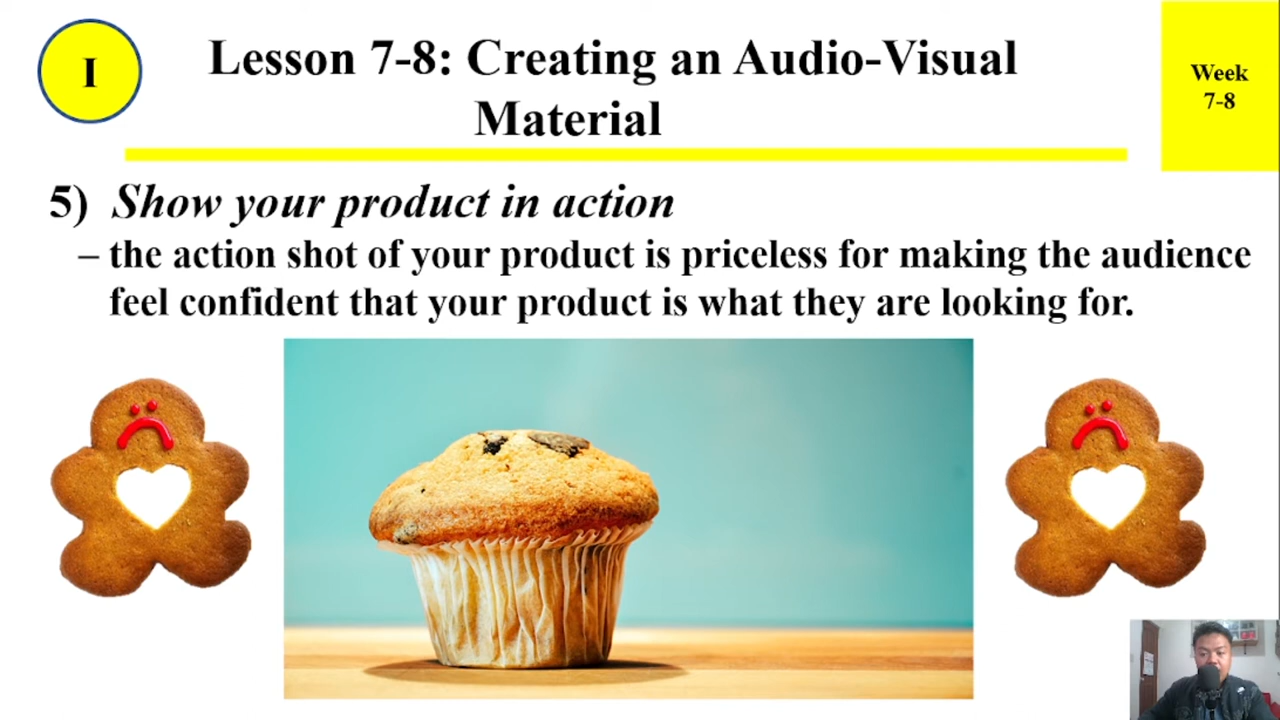 I
Lesson 7-8: Creating an Audio-Visual
Material
Week
7-8
5) Show your product in action
– the action shot of your product is priceless for making the audience
feel confident that your product is what they are looking for.